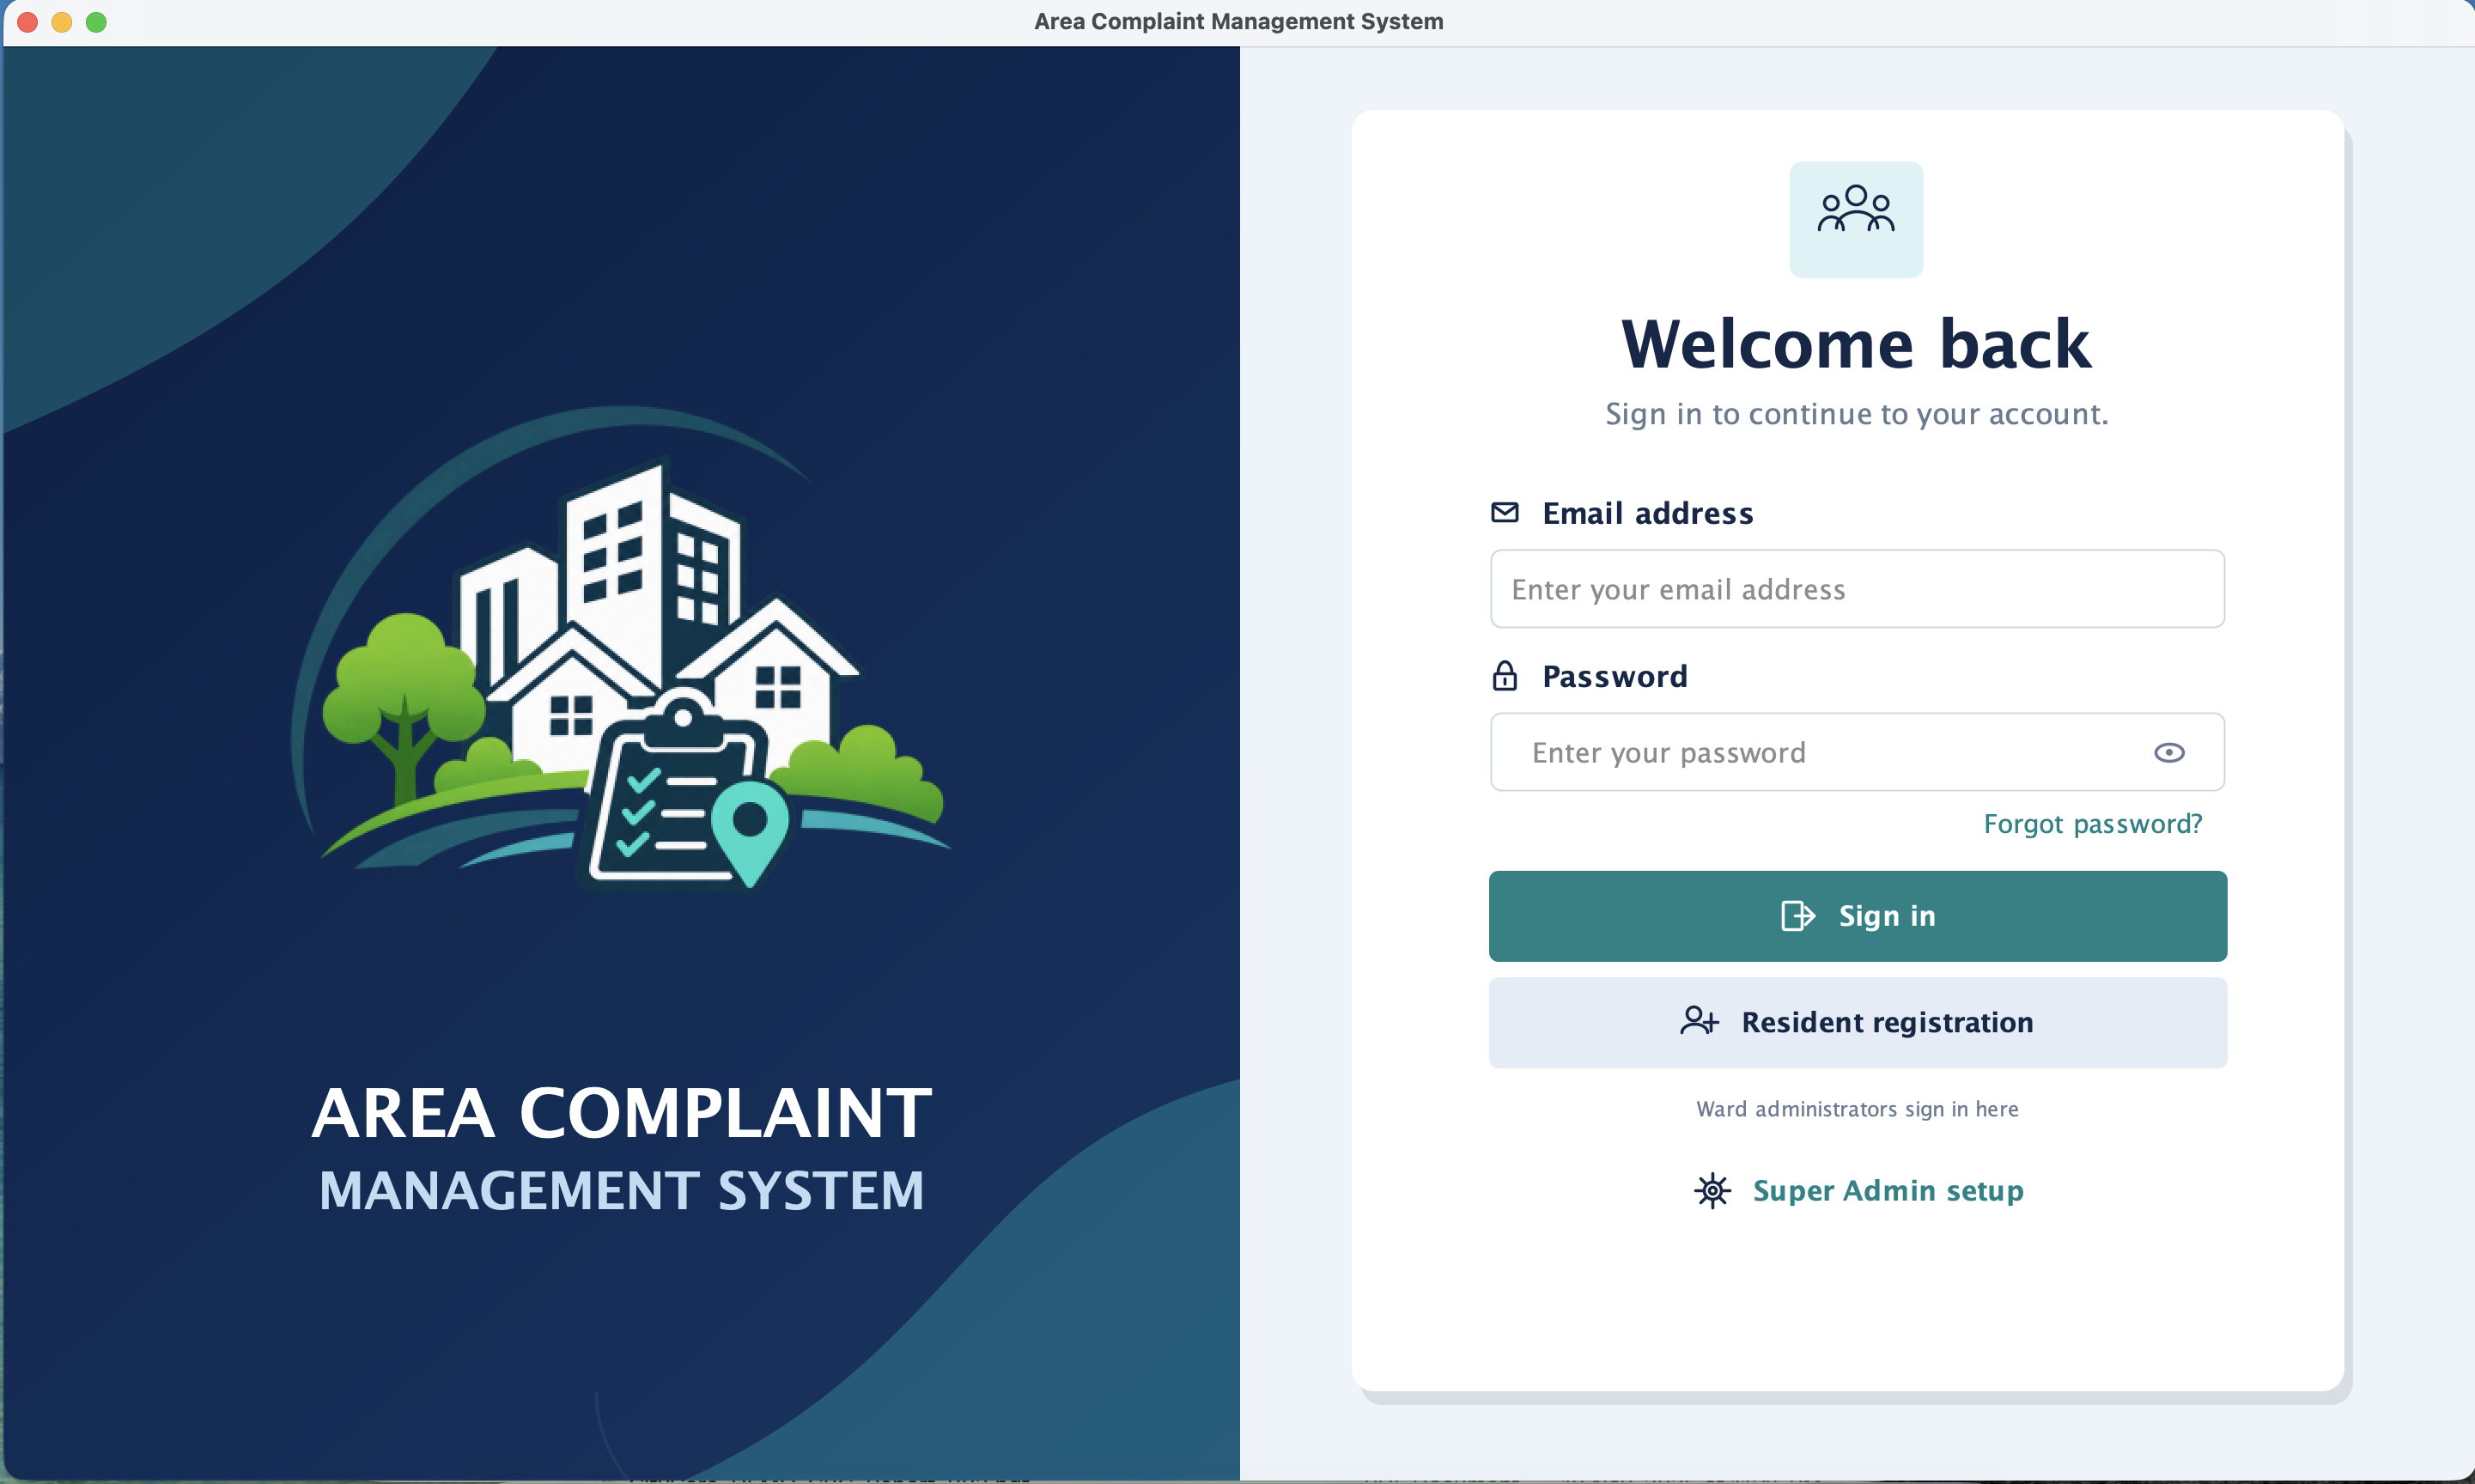 Area Complaint Management System
AREA COMPLAINT
MANAGEMENT SYSTEM
Welcome back
Sign in to continue to your account.
Email address
Enter your email address
Password
Enter your password
Forgot password?
Sign in
Resident registration
Ward administrators sign in here
Super Admin setup